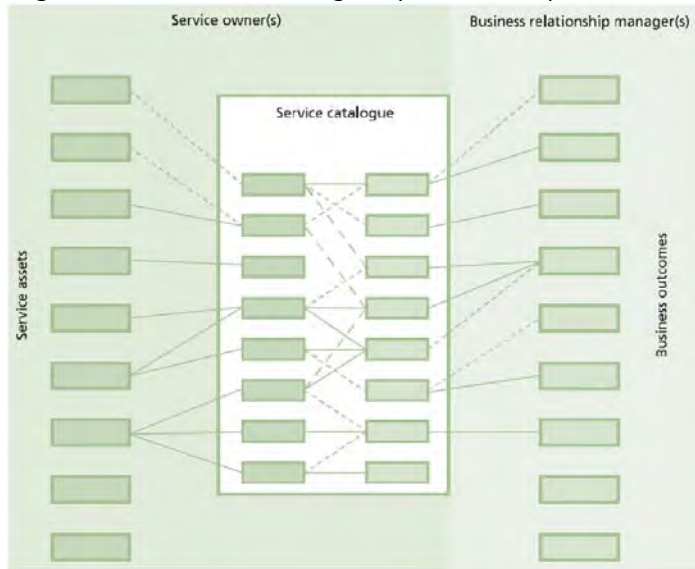 Service owner(s)
Business relationship manager(s)
Service catalogue
Service assets
Business outcomes